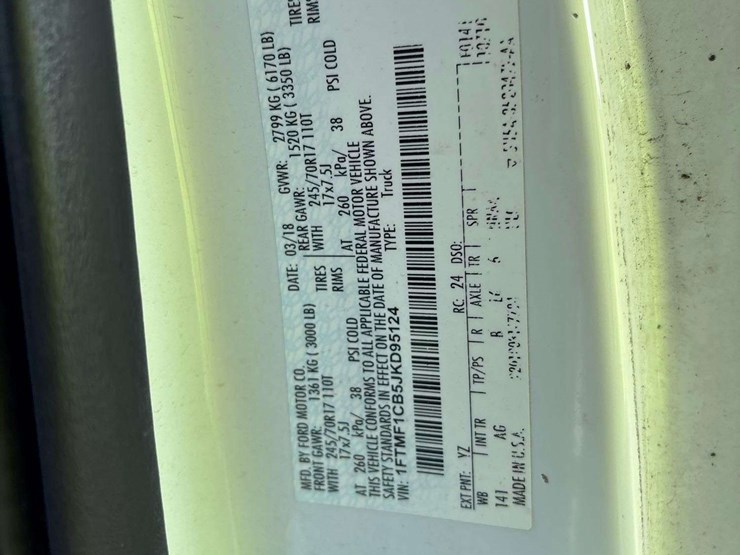 MFD. BY FORD MOTOR CO.
DATE: 03/18 GVWR: 2799 KG ( 6170 LB)
FRONT GAWR: 1361 KG ( 3000 LB) REAR GAWR: 1520 KG ( 3350 LB)
WITH 245/70R17 110T TIRES WITH 245/70R17 110T TIRE
17x7.5J RIMS 17x7.5J RIM
AT 260 kPa/ 38 PSI COLD AT 260 kPa/ 38 PSI COLD
THIS VEHICLE CONFORMS TO ALL APPLICABLE FEDERAL MOTOR VEHICLE
SAFETY STANDARDS IN EFFECT ON THE DATE OF MANUFACTURE SHOWN ABOVE.
VIN: 1FTMF1CB5JKD95124 TYPE: Truck
EXT PNT: YZ RC: 24 DSO:
WB INT TR TP/PS R AXLE TR SPR
141 AG B 6
MADE IN U.S.A.